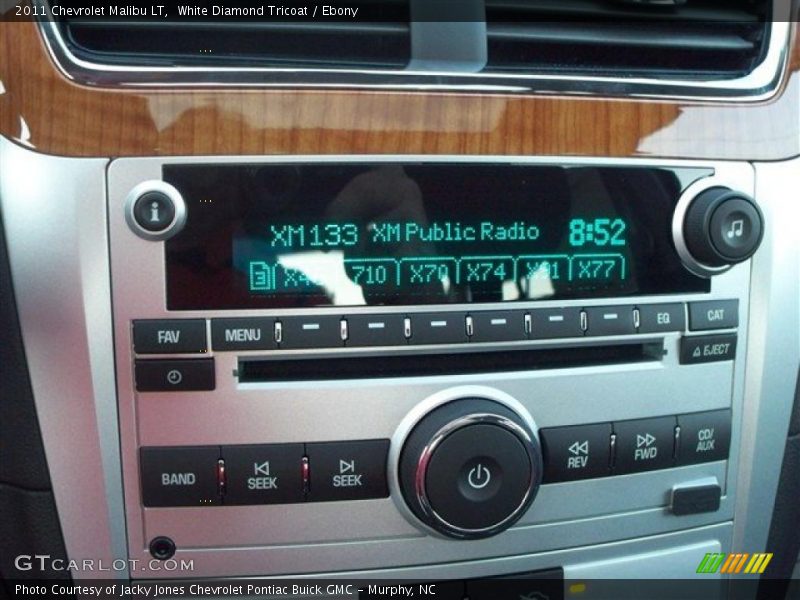 2011 Chevrolet Malibu LT, White Diamond Tricoat / Ebony
i
XM133 XM Public Radio 8:52
3 710 X70 X74 X77
FAV MENU EQ CAT
EJECT
BAND SEEK SEEK REV FWD CD/
AUX
GTCARLOT.COM
Photo Courtesy of Jacky Jones Chevrolet Pontiac Buick GMC - Murphy, NC